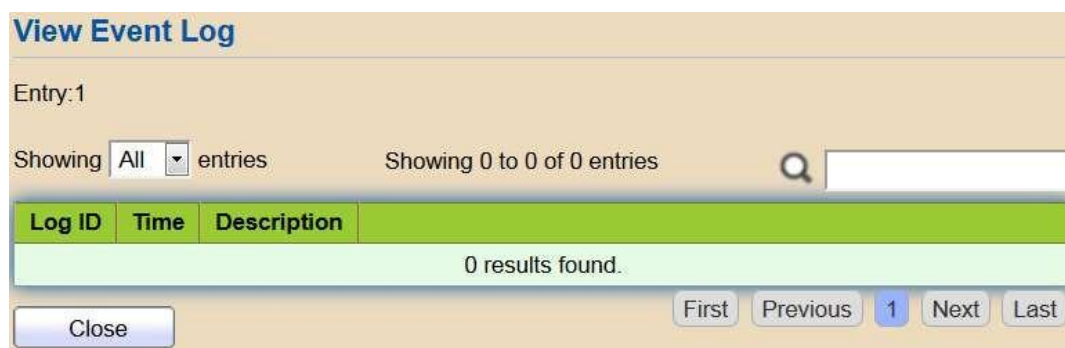 View Event Log
Entry:1
Showing All entries Showing 0 to 0 of 0 entries
Log ID Time Description
0 results found.
First Previous 1 Next Last
Close